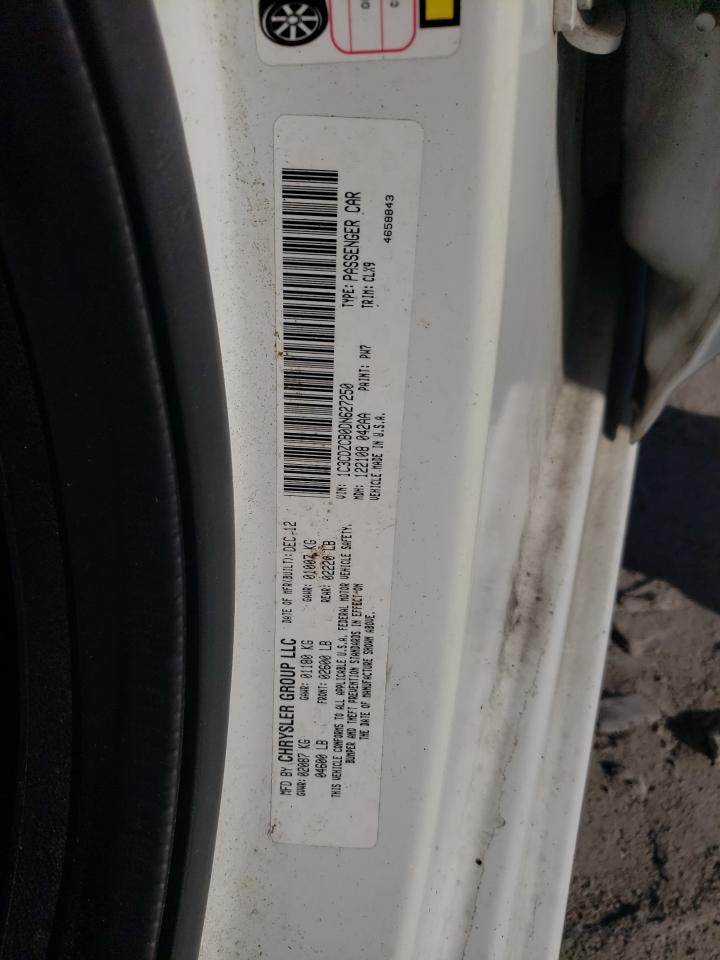 MFD BY CHRYSLER GROUP LLC
DATE OF MFR(BUILT): DEC-12
GVWR: 02087 KG
GAWR: 01180 KG
GAWR: 01007 KG
04600 LB
FRONT: 02600 LB
REAR: 02220 LB
THIS VEHICLE CONFORMS TO ALL APPLICABLE U.S.A. FEDERAL MOTOR VEHICLE SAFETY,
BUMPER AND THEFT PREVENTION STANDARDS IN EFFECT ON
THE DATE OF MANUFACTURE SHOWN ABOVE.
VIN: 1C3CDZCB0DN627250
TYPE: PASSENGER CAR
MDH: 122108 042AA
PAINT: PW7
TRIM: CLX9
VEHICLE MADE IN U.S.A.
4658843